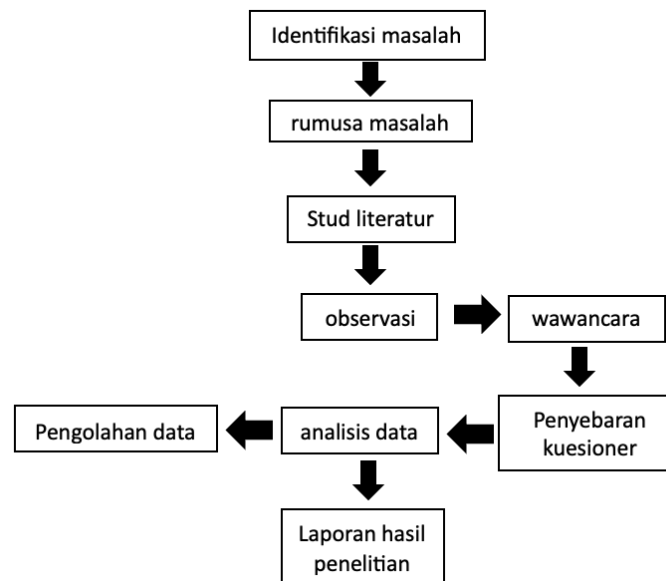 Identifikasi masalah
rumusa masalah
Stud literatur
observasi
wawancara
Penyebaran
kuesioner
analisis data
Pengolahan data
Laporan hasil
penelitian